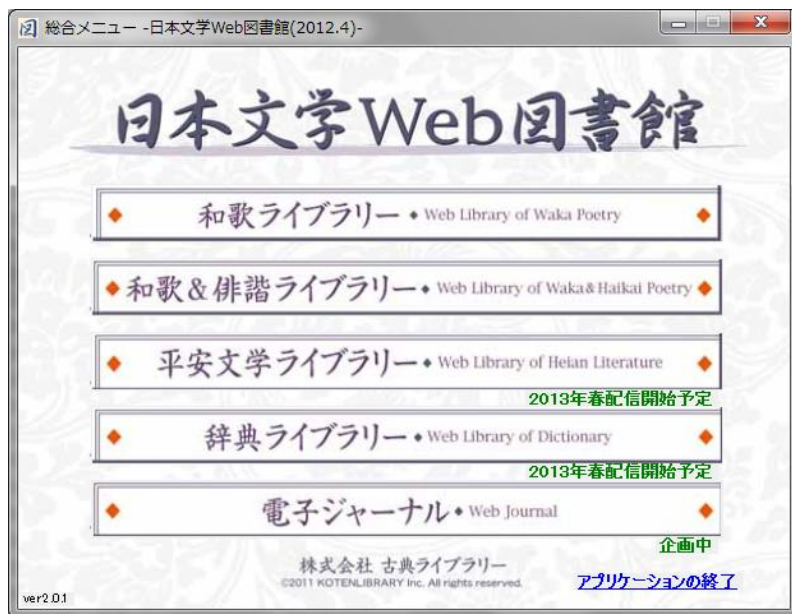 総合メニュー -日本文学Web図書館(2012.4)-
日本文学Web図書館
和歌ライブラリー・Web Library of Waka Poetry
和歌&俳諧ライブラリー・Web Library of Waka&Haikai Poetry
平安文学ライブラリー・Web Library of Heian Literature
2013年春配信開始予定
辞典ライブラリー・Web Library of Dictionary
2013年春配信開始予定
電子ジャーナル・Web Journal
企画中
株式会社 古典ライブラリー
©2011 KOTENLIBRARY Inc. All rights reserved.
アプリケーションの終了
ver2.0.1